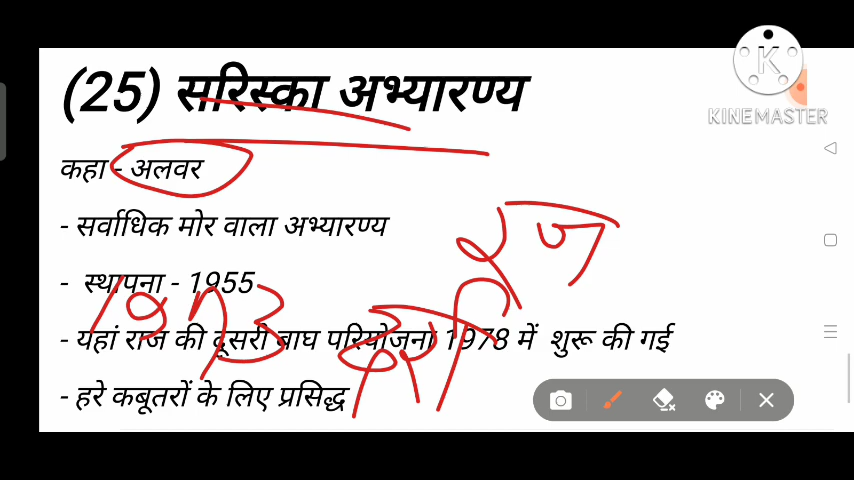 (25) सरिस्का अभ्यारण्य
KINEMASTER
कहा - अलवर
- सर्वाधिक मोर वाला अभ्यारण्य
- स्थापना - 1955
1973
- यहां राज की दूसरी बाघ परियोजना 1978 में शुरू की गई
- हरे कबूतरों के लिए प्रसिद्ध